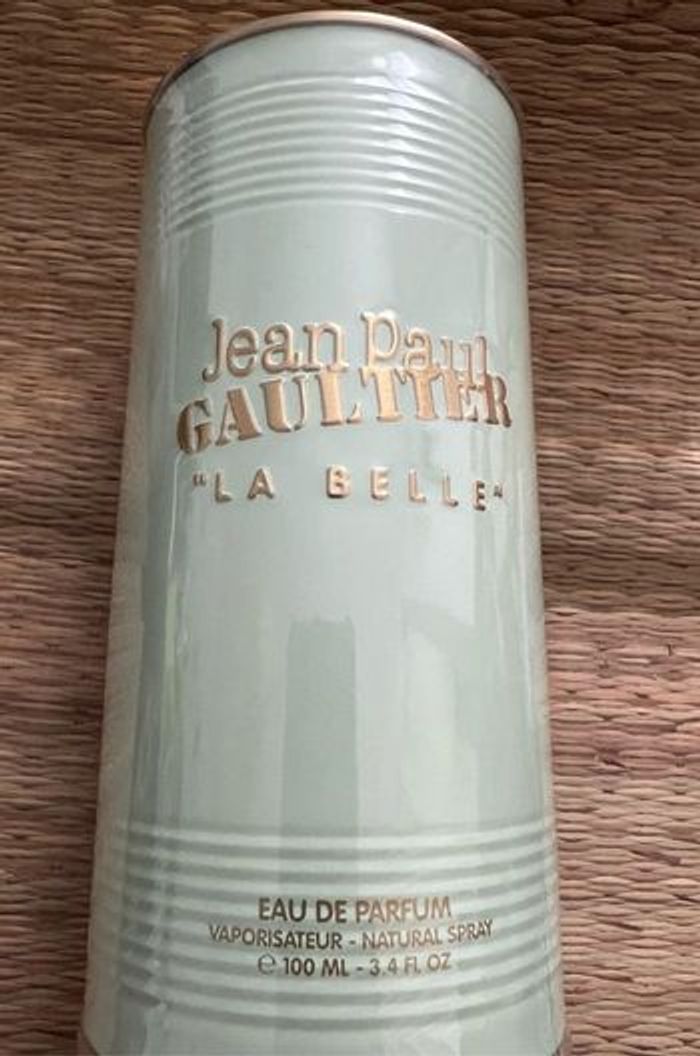 Jean Paul
GAULTIER
"LA BELLE"
EAU DE PARFUM
VAPORISATEUR - NATURAL SPRAY
℮ 100 ML - 3.4 FL OZ